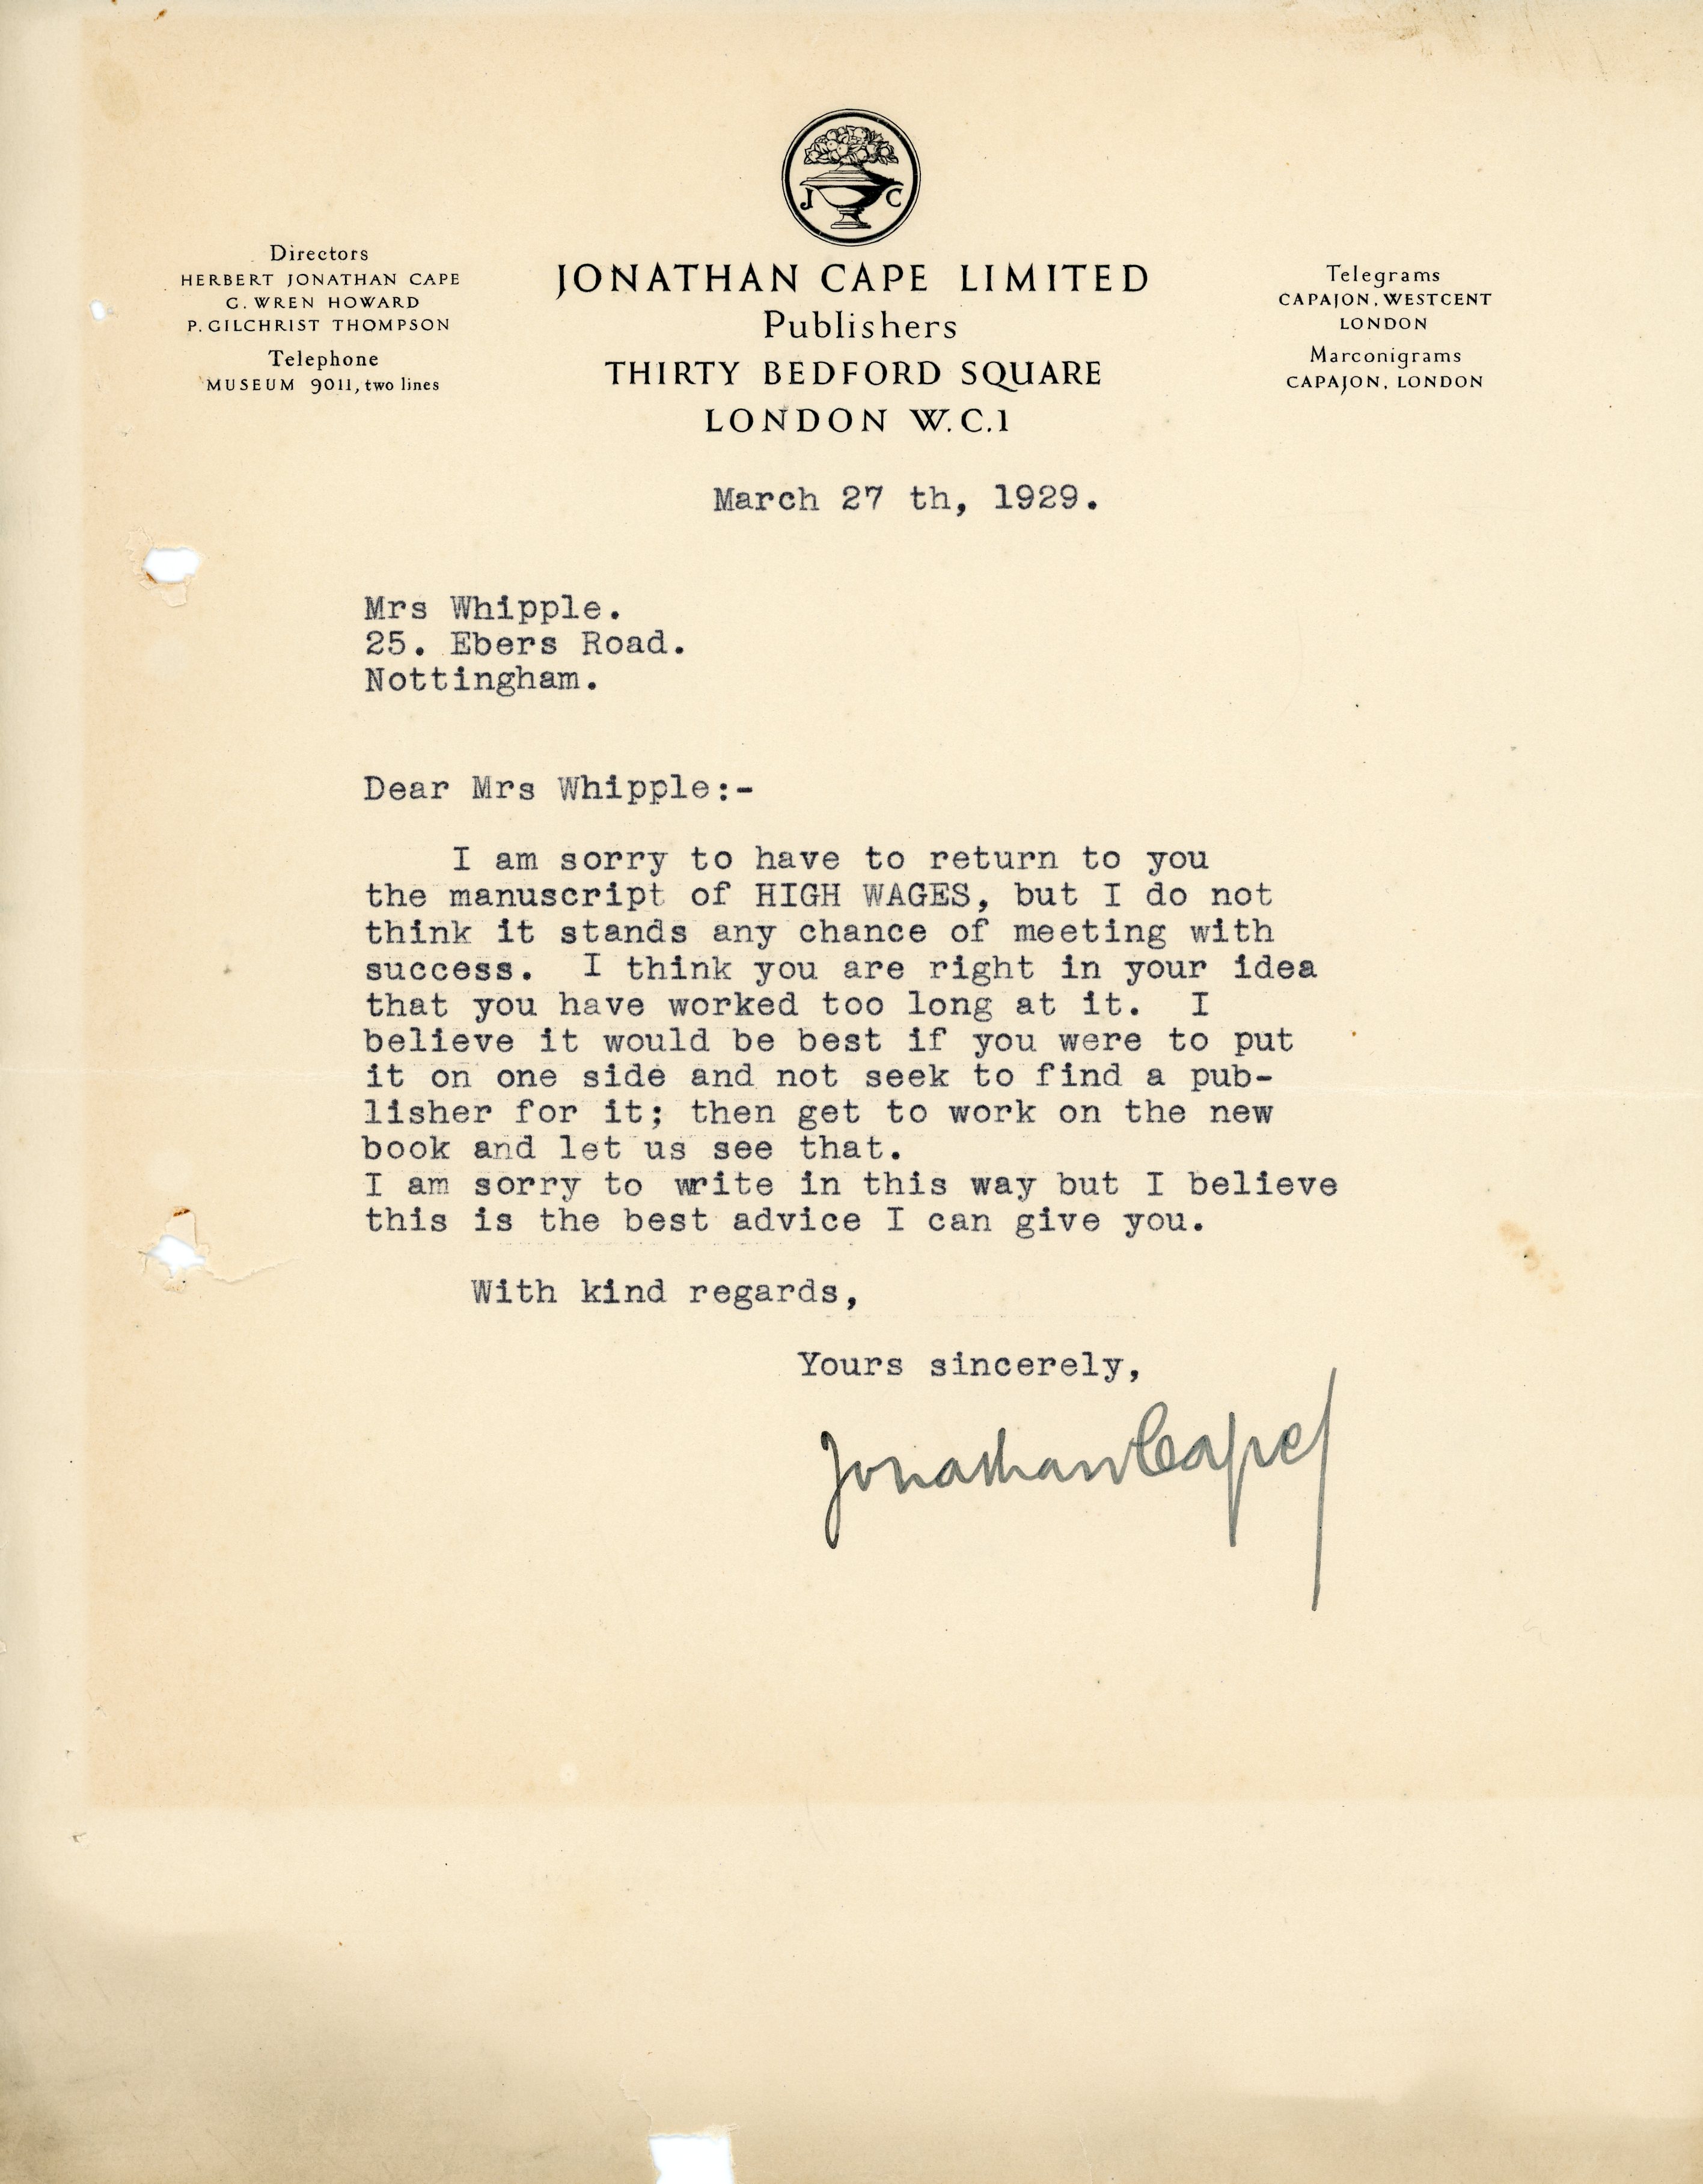 J C
Directors
HERBERT JONATHAN CAPE
G. WREN HOWARD
P. GILCHRIST THOMPSON
Telephone
MUSEUM 9011, two lines
JONATHAN CAPE LIMITED
Publishers
THIRTY BEDFORD SQUARE
LONDON W.C.1
Telegrams
CAPAJON, WESTCENT
LONDON
Marconigrams
CAPAJON, LONDON
March 27 th, 1929.
Mrs Whipple.
25. Ebers Road.
Nottingham.
Dear Mrs Whipple:-
I am sorry to have to return to you
the manuscript of HIGH WAGES, but I do not
think it stands any chance of meeting with
success. I think you are right in your idea
that you have worked too long at it. I
believe it would be best if you were to put
it on one side and not seek to find a pub-
lisher for it; then get to work on the new
book and let us see that.
I am sorry to write in this way but I believe
this is the best advice I can give you.
With kind regards,
Yours sincerely,
Jonathan Cape